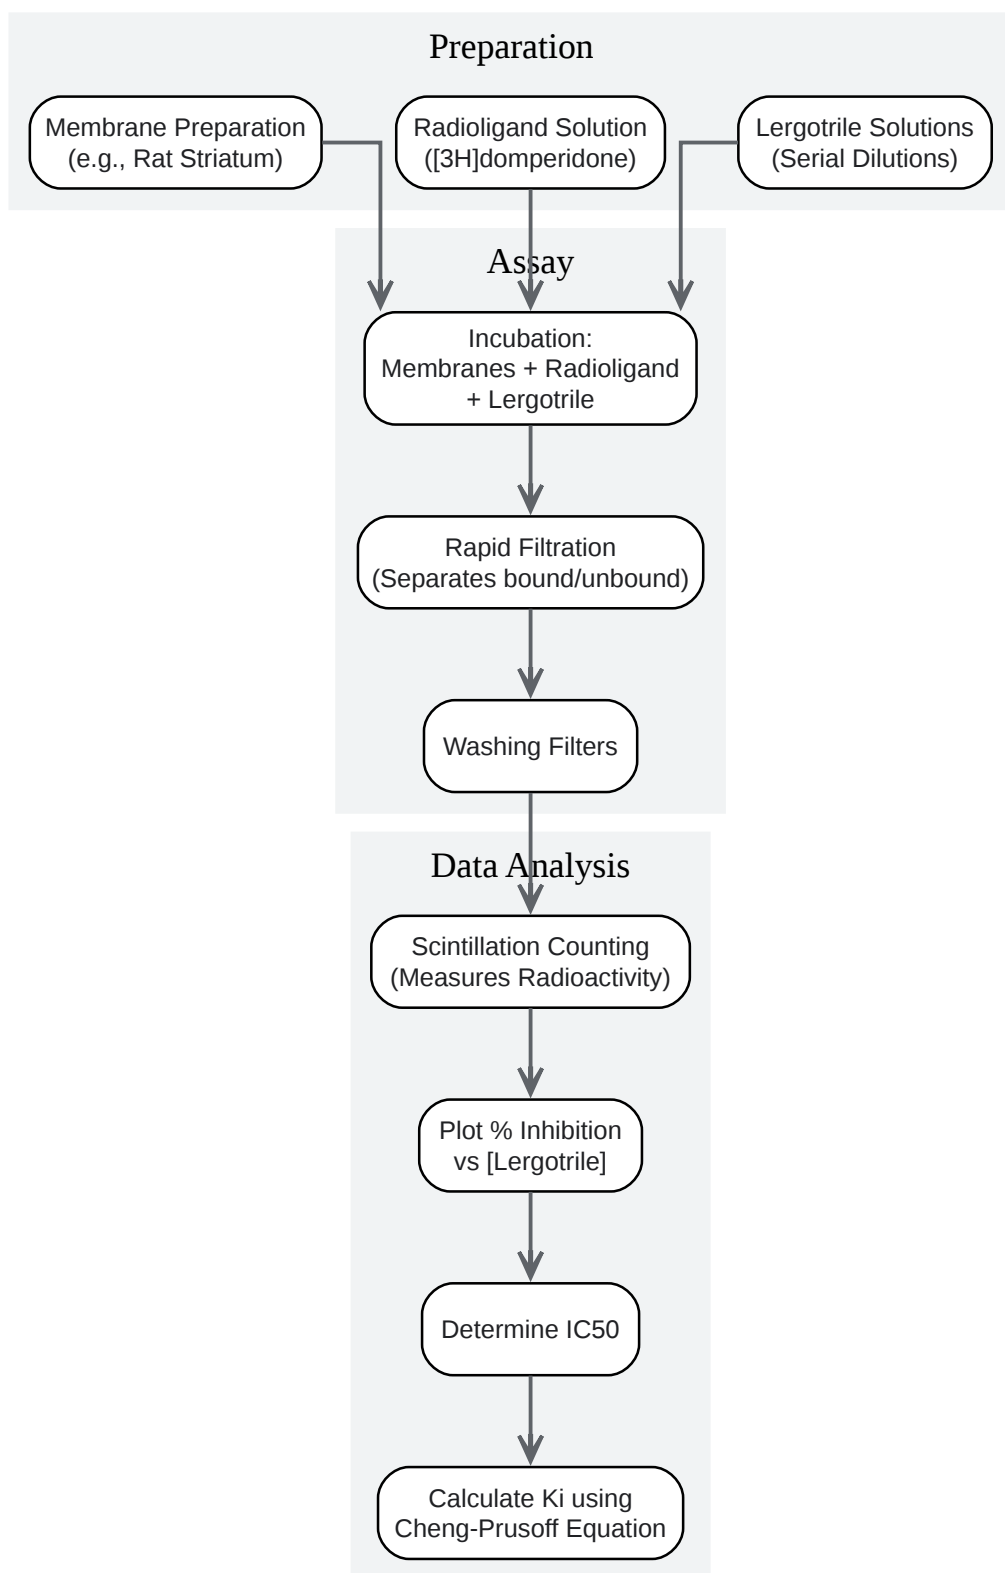 Preparation
Membrane Preparation
(e.g., Rat Striatum)
Radioligand Solution
([3H]domperidone)
Lergotrile Solutions
(Serial Dilutions)
Assay
Incubation:
Membranes + Radioligand
+ Lergotrile
Rapid Filtration
(Separates bound/unbound)
Washing Filters
Data Analysis
Scintillation Counting
(Measures Radioactivity)
Plot % Inhibition
vs [Lergotrile]
Determine IC50
Calculate Ki using
Cheng-Prusoff Equation